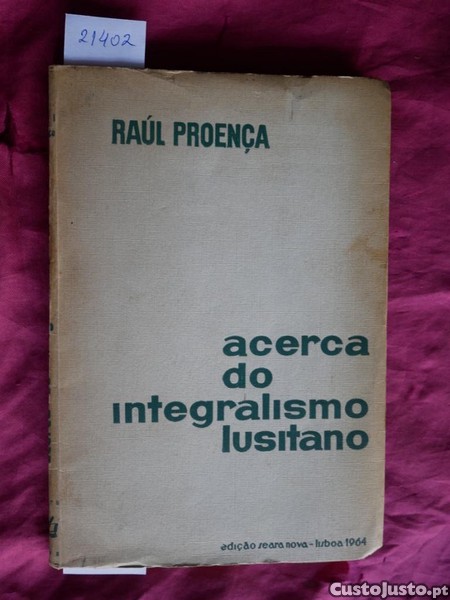 21402
RAÚL PROENÇA
acerca
do
integralismo
lusitano
edição seara nova - lisboa 1964
CustoJusto.pt